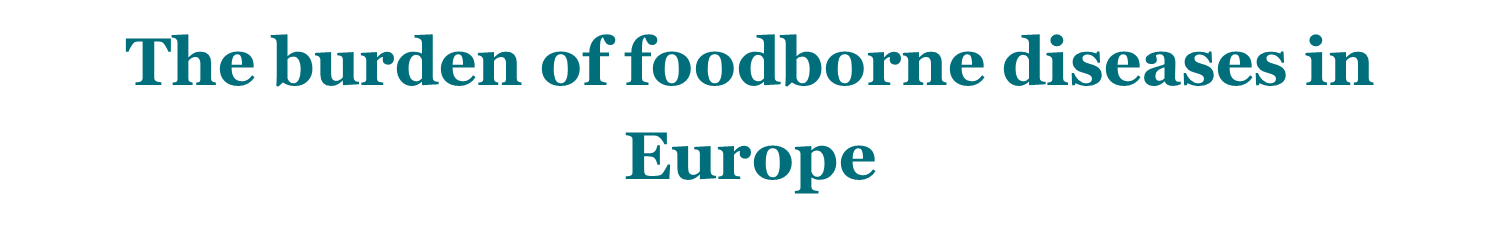 The burden of foodborne diseases in
Europe